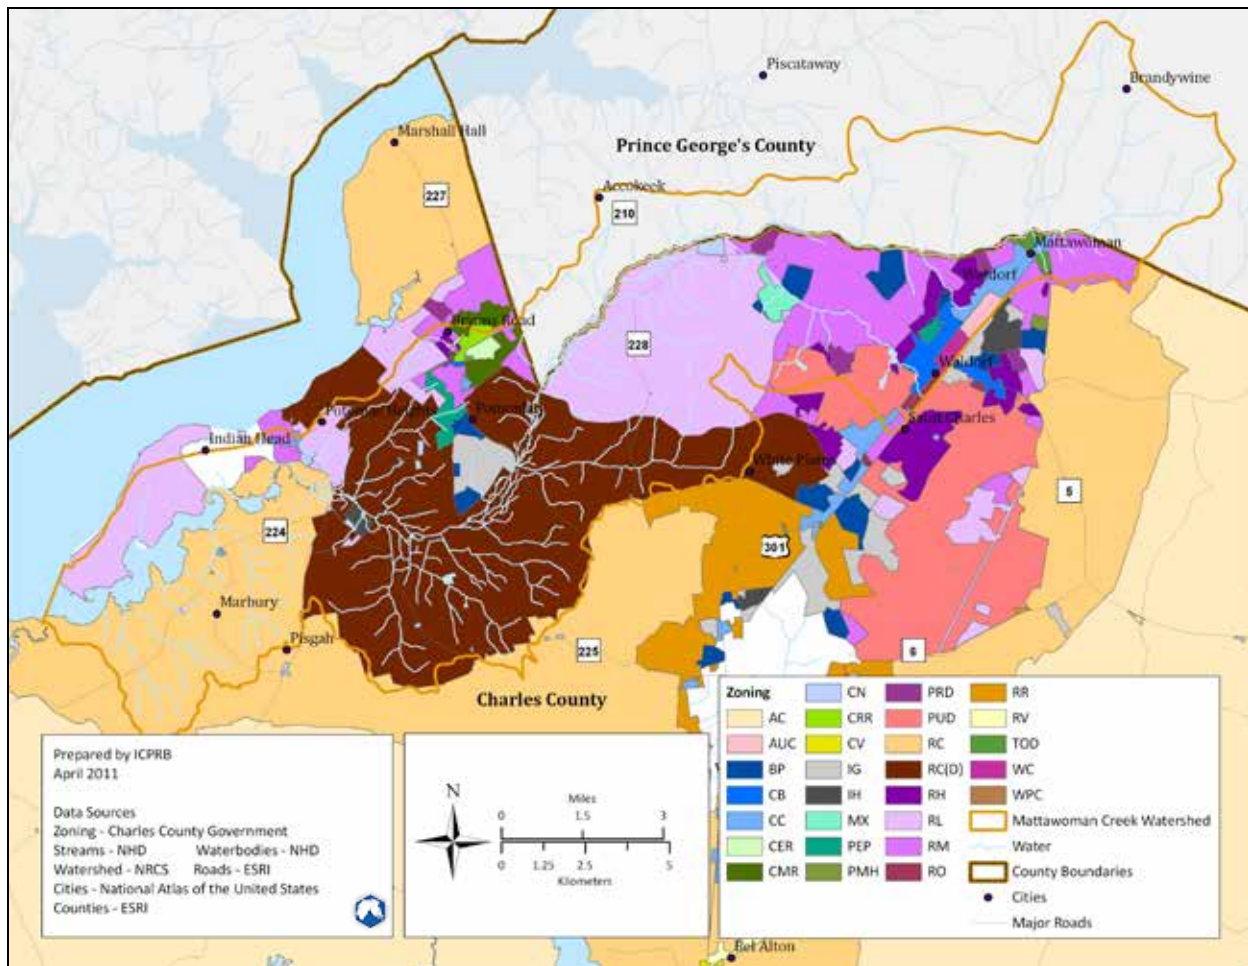 Piscataway
Brandywine
Marshall Hall
Prince George's County
227
Accokeek
210
Mattawoman
Waldorf
Bryans Road
228
Waldorf
Potomac Heights
Pomonkey
Saint Charles
Indian Head
White Plains
5
224
301
Marbury
Pisgah
225
6
Charles County
Zoning
AC
AUC
BP
CB
CC
CER
CMR
CN
CRR
CV
IG
IH
MX
PEP
PMH
PRD
PUD
RC
RC(D)
RH
RL
RM
RO
RR
RV
TOD
WC
WPC
Mattawoman Creek Watershed
Water
County Boundaries
Cities
Major Roads
Prepared by ICPRB
April 2011
Data Sources
Zoning - Charles County Government
Streams - NHD Waterbodies - NHD
Watershed - NRCS Roads - ESRI
Cities - National Atlas of the United States
Counties - ESRI
N
Miles
0 1.5 3
0 1.25 2.5 5
Kilometers
Bel Alton